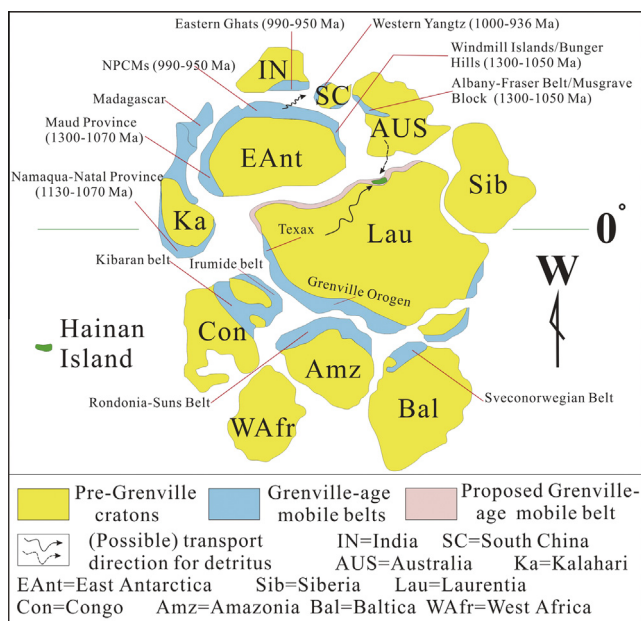 Eastern Ghats (990-950 Ma)
Western Yangtz (1000-936 Ma)
NPCMs (990-950 Ma)
IN
Windmill Islands/Bunger
Hills (1300-1050 Ma)
SC
Madagascar
Albany-Fraser Belt/Musgrave
Block (1300-1050 Ma)
AUS
Maud Province
(1300-1070 Ma)
EAnt
Namaqua-Natal Province
(1130-1070 Ma)
Sib
Ka
Texax
Lau
0°
Kibaran belt
Irumide belt
W
Grenville Orogen
Hainan
Island
Con
Amz
Rondonia-Suns Belt
Sveconorwegian Belt
Bal
WAfr
Pre-Grenville
cratons
Grenville-age
mobile belts
Proposed Grenville-
age mobile belt
(Possible) transport
direction for detritus
IN=India SC=South China
AUS=Australia Ka=Kalahari
EAnt=East Antarctica Sib=Siberia Lau=Laurentia
Con=Congo Amz=Amazonia Bal=Baltica WAfr=West Africa